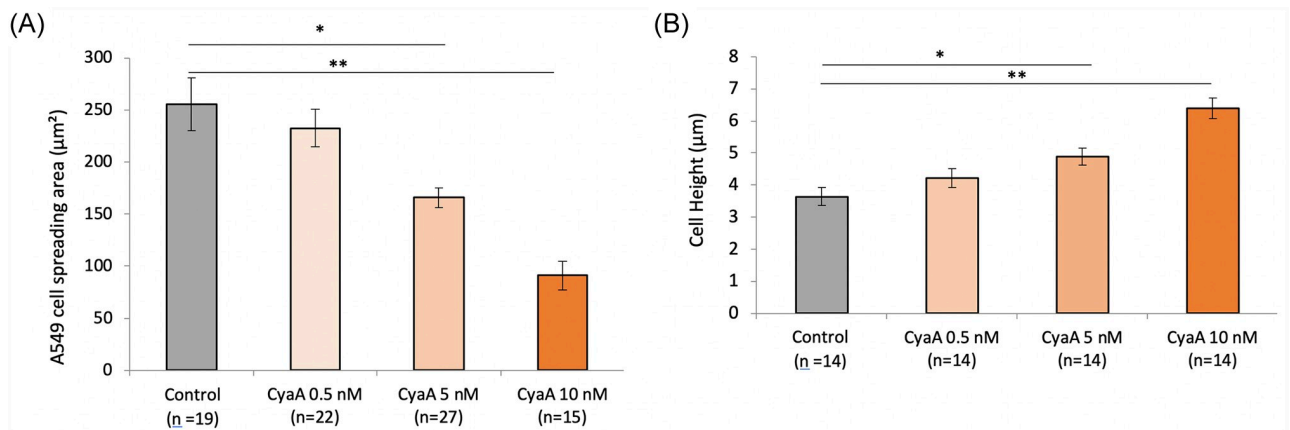 (A)
*
**
300
250
200
150
100
50
0
A549 cell spreading area (µm²)
Control
(n =19)
CyaA 0.5 nM
(n=22)
CyaA 5 nM
(n=27)
CyaA 10 nM
(n=15)
(B)
*
**
8
7
6
5
4
3
2
1
0
Cell Height (µm)
Control
(n =14)
CyaA 0.5 nM
(n=14)
CyaA 5 nM
(n=14)
CyaA 10 nM
(n=14)